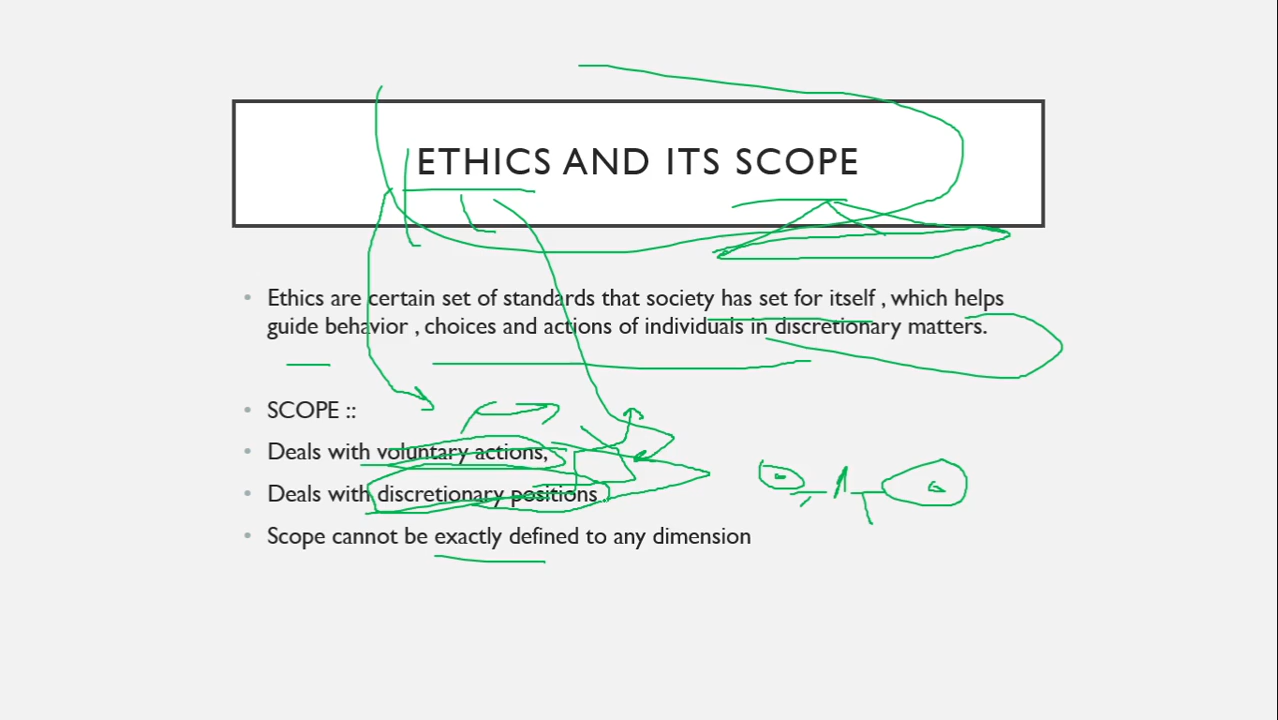 ETHICS AND ITS SCOPE
• Ethics are certain set of standards that society has set for itself , which helps
guide behavior , choices and actions of individuals in discretionary matters.
• SCOPE ::
• Deals with voluntary actions,
• Deals with discretionary positions .
• Scope cannot be exactly defined to any dimension